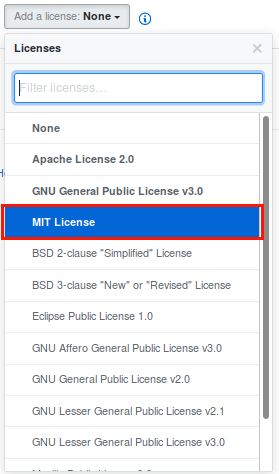 Add a license: None
Licenses
Filter licenses...
None
Apache License 2.0
GNU General Public License v3.0
MIT License
BSD 2-clause "Simplified" License
BSD 3-clause "New" or "Revised" License
Eclipse Public License 1.0
GNU Affero General Public License v3.0
GNU General Public License v2.0
GNU Lesser General Public License v2.1
GNU Lesser General Public License v3.0